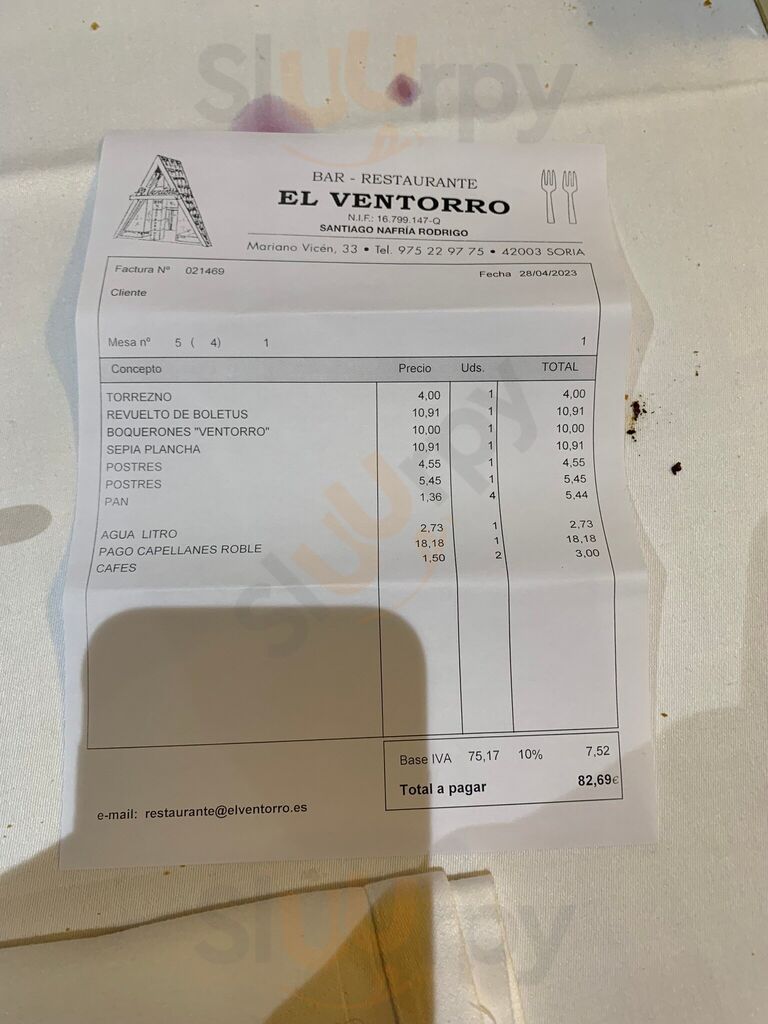 BAR - RESTAURANTE
EL VENTORRO
N.I.F.: 16.799.147-Q
SANTIAGO NAFRÍA RODRIGO
Mariano Vicén, 33 • Tel. 975 22 97 75 • 42003 SORIA
Factura Nº 021469 Fecha 28/04/2023
Cliente
Mesa nº 5 ( 4) 1 1
Concepto Precio Uds. TOTAL
TORREZNO 4,00 1 4,00
REVUELTO DE BOLETUS 10,91 1 10,91
BOQUERONES "VENTORRO" 10,00 1 10,00
SEPIA PLANCHA 10,91 1 10,91
POSTRES 4,55 1 4,55
POSTRES 5,45 1 5,45
PAN 1,36 4 5,44
AGUA LITRO 2,73 1 2,73
PAGO CAPELLANES ROBLE 18,18 1 18,18
CAFES 1,50 2 3,00
Base IVA 75,17 10% 7,52
Total a pagar 82,69€
e-mail: restaurante@elventorro.es
Sluurpy
Sluurpy
Sluurpy